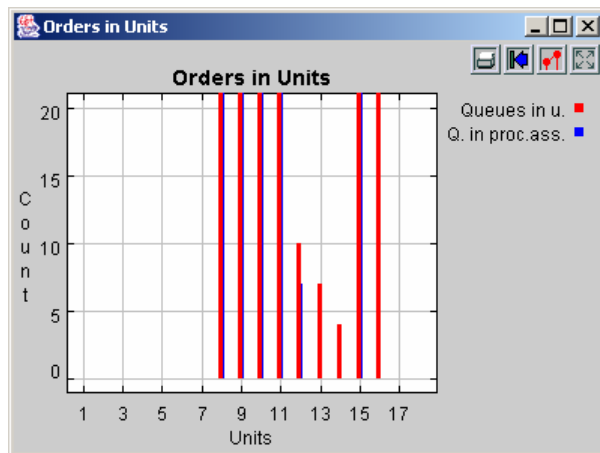 Orders in Units
Orders in Units
Queues in u.
Q. in proc.ass.
20
15
10
5
0
Count
1 3 5 7 9 11 13 15 17
Units